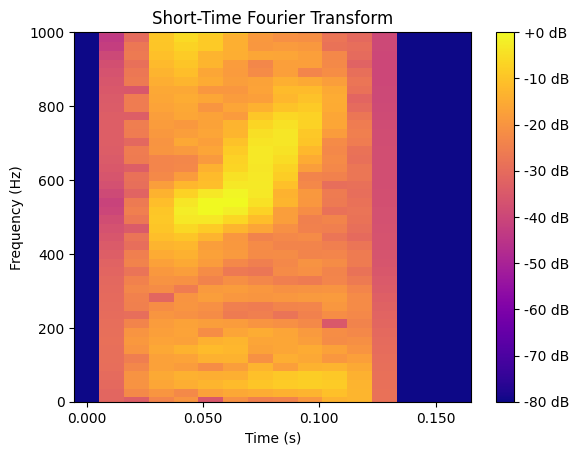 Short-Time Fourier Transform
1000
800
600
400
200
0
Frequency (Hz)
0.000
0.050
0.100
0.150
Time (s)
+0 dB
-10 dB
-20 dB
-30 dB
-40 dB
-50 dB
-60 dB
-70 dB
-80 dB